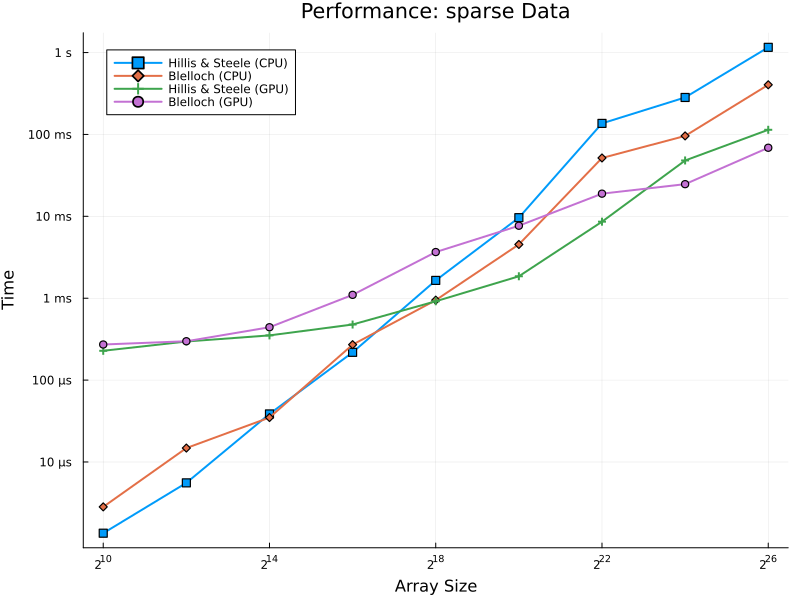 Performance: sparse Data
1 s
100 ms
10 ms
1 ms
100 µs
10 µs
Time
Hillis & Steele (CPU)
Blelloch (CPU)
Hillis & Steele (GPU)
Blelloch (GPU)
2^10 2^14 2^18 2^22 2^26
Array Size